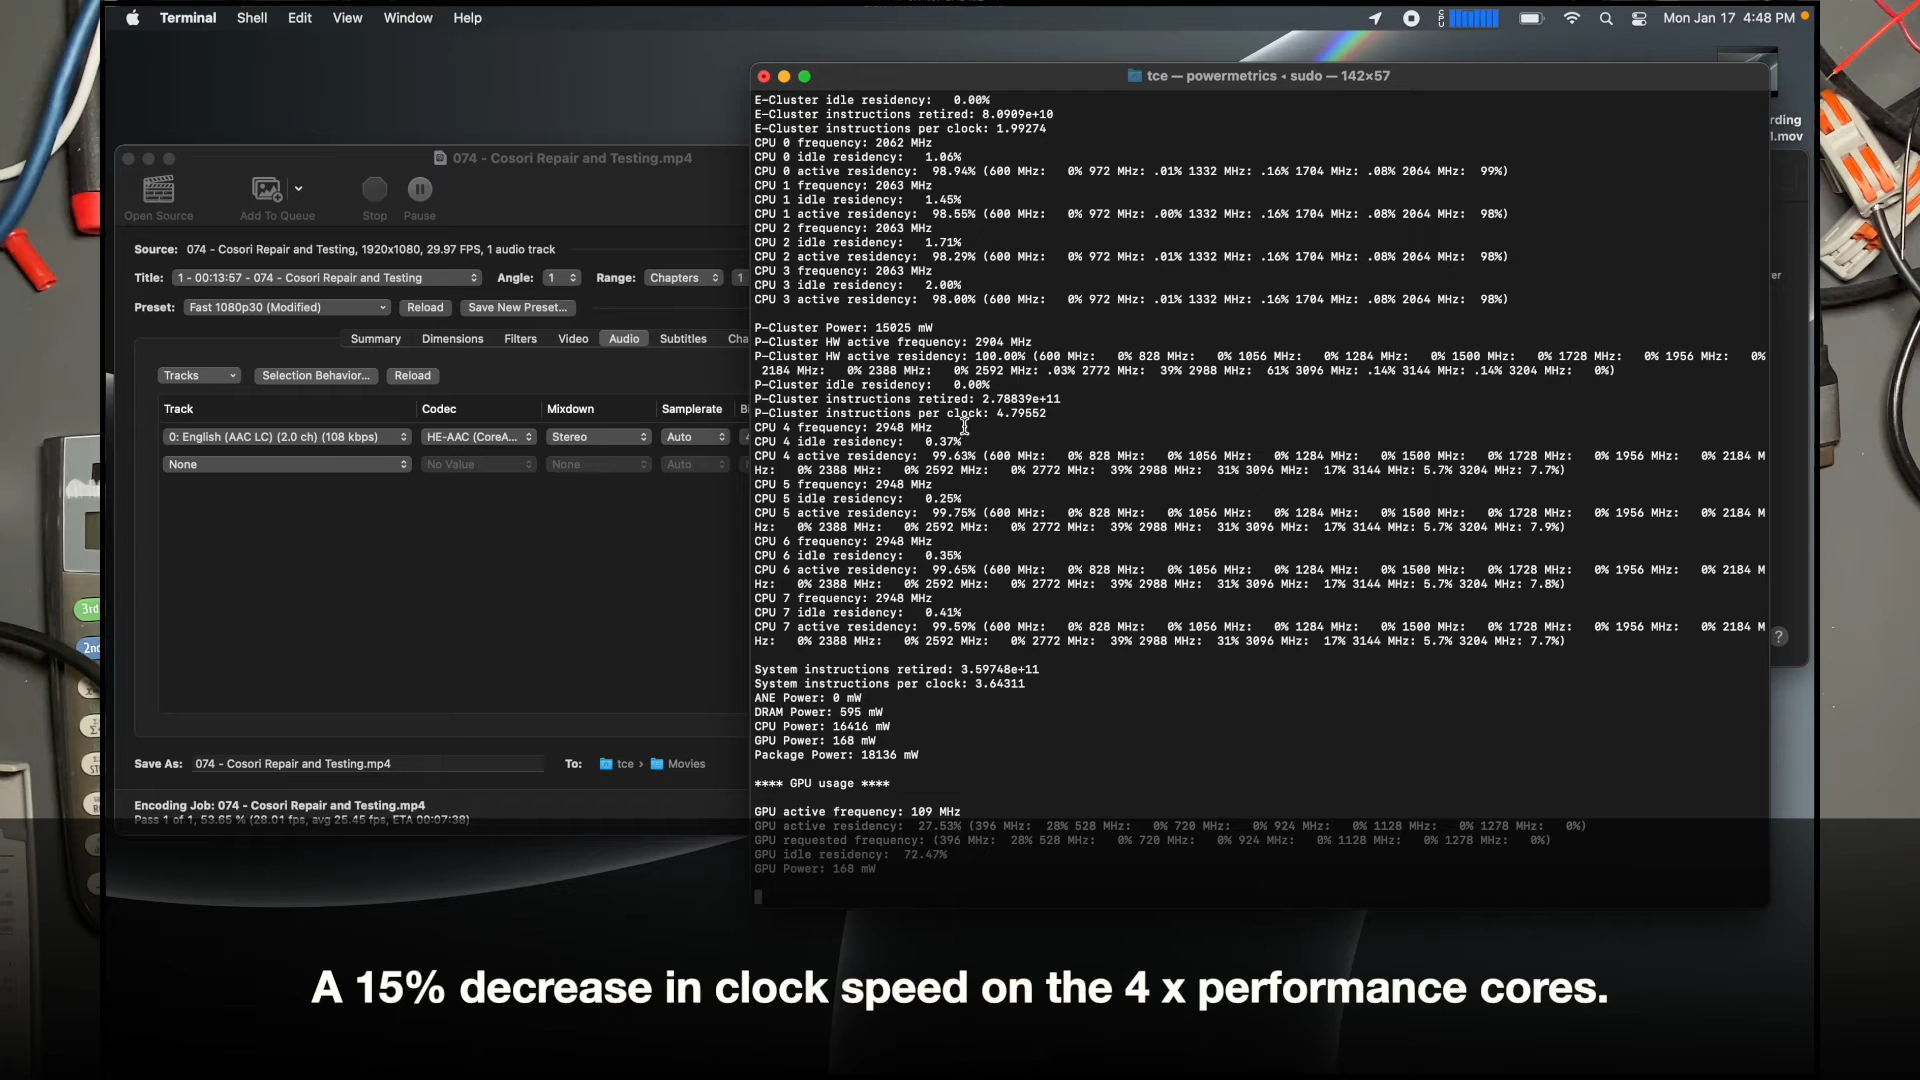 Terminal Shell Edit View Window Help
CPU
Mon Jan 17 4:48 PM
tce — powermetrics ◂ sudo — 142×57
rding
1.mov
er
?
E-Cluster idle residency: 0.00%
E-Cluster instructions retired: 8.0909e+10
E-Cluster instructions per clock: 1.99274
CPU 0 frequency: 2062 MHz
CPU 0 idle residency: 1.06%
CPU 0 active residency: 98.94% (600 MHz: 0% 972 MHz: .01% 1332 MHz: .16% 1704 MHz: .08% 2064 MHz: 99%)
CPU 1 frequency: 2063 MHz
CPU 1 idle residency: 1.45%
CPU 1 active residency: 98.55% (600 MHz: 0% 972 MHz: .00% 1332 MHz: .16% 1704 MHz: .08% 2064 MHz: 98%)
CPU 2 frequency: 2063 MHz
CPU 2 idle residency: 1.71%
CPU 2 active residency: 98.29% (600 MHz: 0% 972 MHz: .01% 1332 MHz: .16% 1704 MHz: .08% 2064 MHz: 98%)
CPU 3 frequency: 2063 MHz
CPU 3 idle residency: 2.00%
CPU 3 active residency: 98.00% (600 MHz: 0% 972 MHz: .01% 1332 MHz: .16% 1704 MHz: .08% 2064 MHz: 98%)
P-Cluster Power: 15025 mW
P-Cluster HW active frequency: 2904 MHz
P-Cluster HW active residency: 100.00% (600 MHz: 0% 828 MHz: 0% 1056 MHz: 0% 1284 MHz: 0% 1500 MHz: 0% 1728 MHz: 0% 1956 MHz: 0%
2184 MHz: 0% 2388 MHz: 0% 2592 MHz: .03% 2772 MHz: 39% 2988 MHz: 61% 3096 MHz: .14% 3144 MHz: .14% 3204 MHz: 0%)
P-Cluster idle residency: 0.00%
P-Cluster instructions retired: 2.78839e+11
P-Cluster instructions per clock: 4.79552
CPU 4 frequency: 2948 MHz
CPU 4 idle residency: 0.37%
CPU 4 active residency: 99.63% (600 MHz: 0% 828 MHz: 0% 1056 MHz: 0% 1284 MHz: 0% 1500 MHz: 0% 1728 MHz: 0% 1956 MHz: 0% 2184 M
Hz: 0% 2388 MHz: 0% 2592 MHz: 0% 2772 MHz: 39% 2988 MHz: 31% 3096 MHz: 17% 3144 MHz: 5.7% 3204 MHz: 7.7%)
CPU 5 frequency: 2948 MHz
CPU 5 idle residency: 0.25%
CPU 5 active residency: 99.75% (600 MHz: 0% 828 MHz: 0% 1056 MHz: 0% 1284 MHz: 0% 1500 MHz: 0% 1728 MHz: 0% 1956 MHz: 0% 2184 M
Hz: 0% 2388 MHz: 0% 2592 MHz: 0% 2772 MHz: 39% 2988 MHz: 31% 3096 MHz: 17% 3144 MHz: 5.7% 3204 MHz: 7.9%)
CPU 6 frequency: 2948 MHz
CPU 6 idle residency: 0.35%
CPU 6 active residency: 99.65% (600 MHz: 0% 828 MHz: 0% 1056 MHz: 0% 1284 MHz: 0% 1500 MHz: 0% 1728 MHz: 0% 1956 MHz: 0% 2184 M
Hz: 0% 2388 MHz: 0% 2592 MHz: 0% 2772 MHz: 39% 2988 MHz: 31% 3096 MHz: 17% 3144 MHz: 5.7% 3204 MHz: 7.8%)
CPU 7 frequency: 2948 MHz
CPU 7 idle residency: 0.41%
CPU 7 active residency: 99.59% (600 MHz: 0% 828 MHz: 0% 1056 MHz: 0% 1284 MHz: 0% 1500 MHz: 0% 1728 MHz: 0% 1956 MHz: 0% 2184 M
Hz: 0% 2388 MHz: 0% 2592 MHz: 0% 2772 MHz: 39% 2988 MHz: 31% 3096 MHz: 17% 3144 MHz: 5.7% 3204 MHz: 7.7%)
System instructions retired: 3.59748e+11
System instructions per clock: 3.64311
ANE Power: 0 mW
DRAM Power: 595 mW
CPU Power: 16416 mW
GPU Power: 168 mW
Package Power: 18136 mW
**** GPU usage ****
GPU active frequency: 109 MHz
GPU active residency: 27.53% (396 MHz: 28% 528 MHz: 0% 720 MHz: 0% 924 MHz: 0% 1128 MHz: 0% 1278 MHz: 0%)
GPU requested frequency: (396 MHz: 28% 528 MHz: 0% 720 MHz: 0% 924 MHz: 0% 1128 MHz: 0% 1278 MHz: 0%)
GPU idle residency: 72.47%
GPU Power: 168 mW
074 - Cosori Repair and Testing.mp4
Open Source Add To Queue Stop Pause
Source: 074 - Cosori Repair and Testing, 1920x1080, 29.97 FPS, 1 audio track
Title: 1 - 00:13:57 - 074 - Cosori Repair and Testing Angle: 1 Range: Chapters 1
Preset: Fast 1080p30 (Modified) Reload Save New Preset...
Summary Dimensions Filters Video Audio Subtitles Cha
Tracks Selection Behavior... Reload
Track Codec Mixdown Samplerate Bi
0: English (AAC LC) (2.0 ch) (108 kbps) HE-AAC (CoreA... Stereo Auto
None No Value None Auto
Save As: 074 - Cosori Repair and Testing.mp4 To: tce › Movies
Encoding Job: 074 - Cosori Repair and Testing.mp4
Pass 1 of 1, 53.65 % (28.01 fps, avg 25.45 fps, ETA 00:07:38)
3rd
2nd
A 15% decrease in clock speed on the 4 x performance cores.